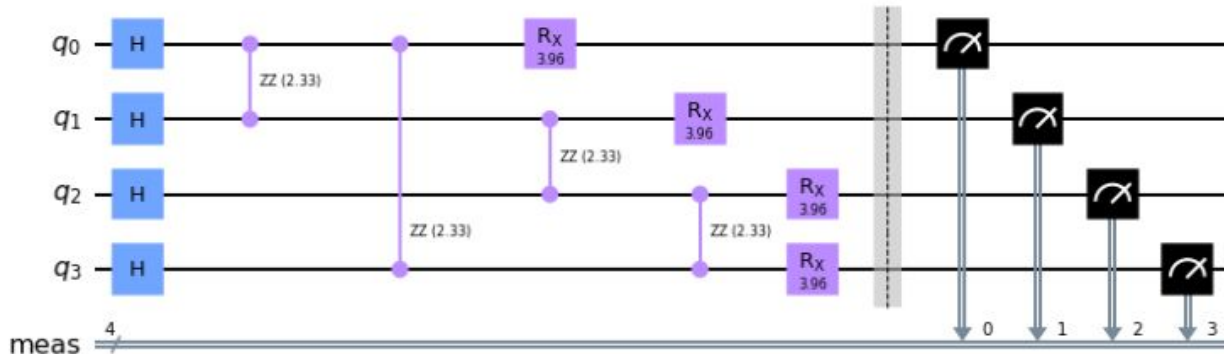 q0 H ZZ (2.33) RX 3.96
q1 H ZZ (2.33) RX 3.96
q2 H ZZ (2.33) ZZ (2.33) RX 3.96
q3 H RX 3.96
meas 4 0 1 2 3